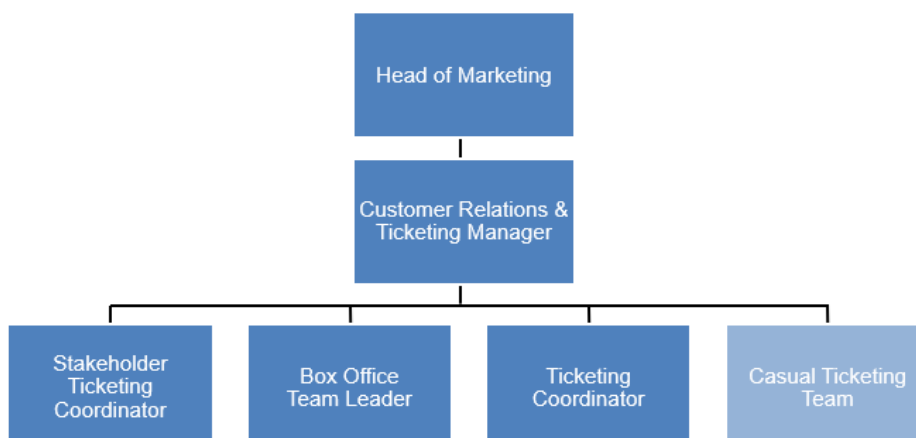 Head of Marketing
Customer Relations &
Ticketing Manager
Stakeholder
Ticketing
Coordinator
Box Office
Team Leader
Ticketing
Coordinator
Casual Ticketing
Team